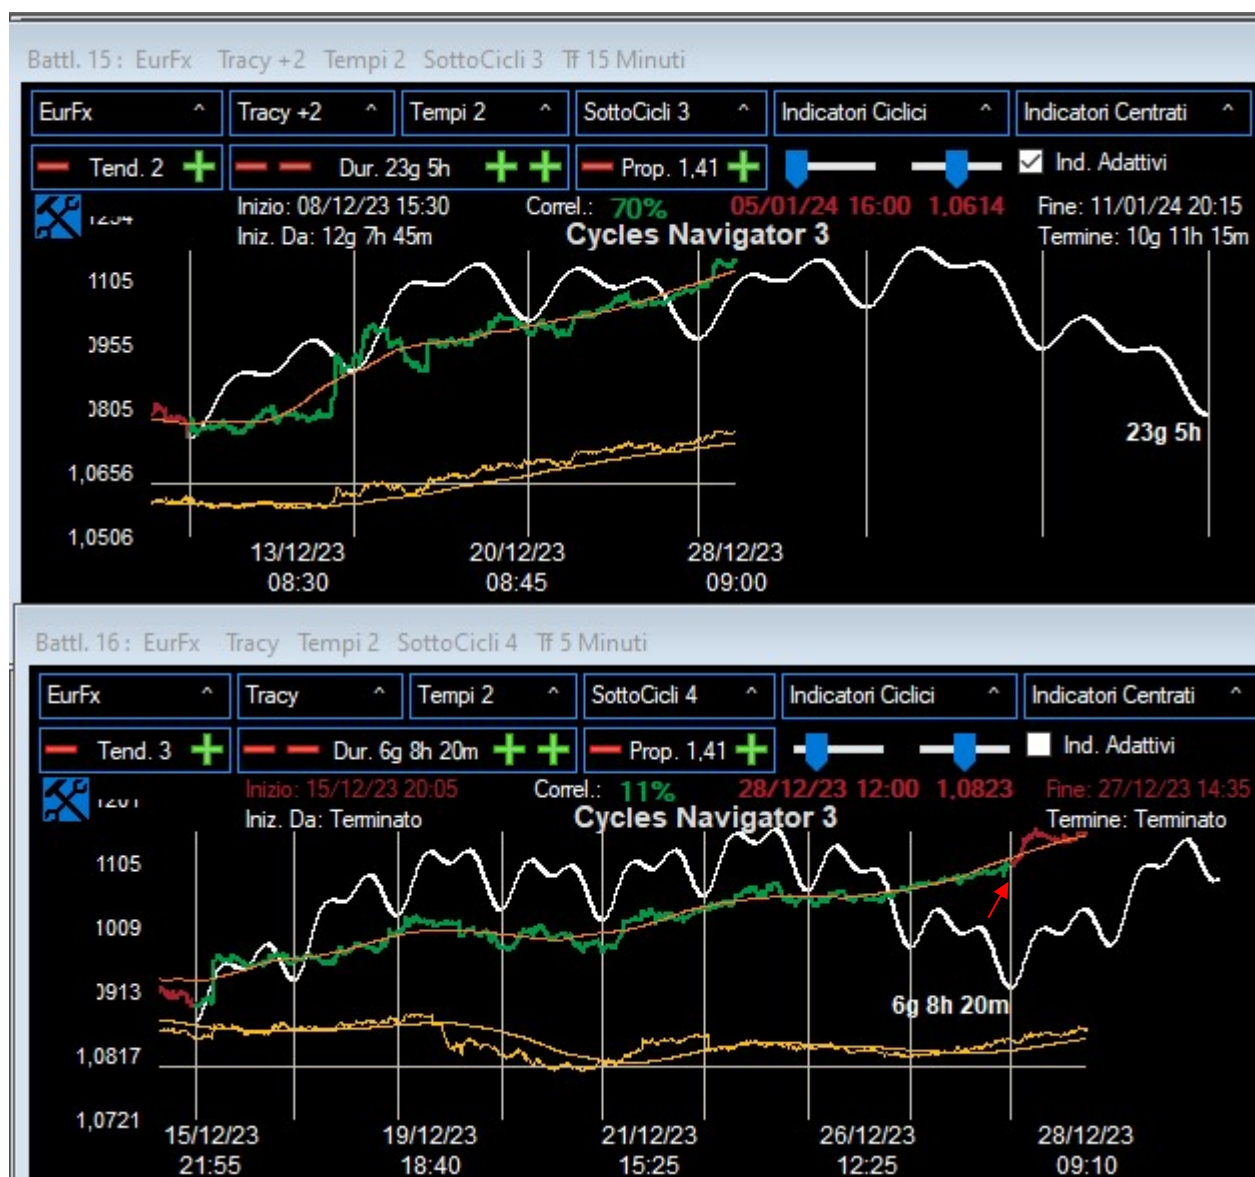 Battl. 15 : EurFx Tracy +2 Tempi 2 SottoCicli 3 Tf 15 Minuti
EurFx ^ Tracy +2 ^ Tempi 2 ^ SottoCicli 3 ^ Indicatori Ciclici ^ Indicatori Centrati ^
Tend. 2 Dur. 23g 5h Prop. 1,41 Ind. Adattivi
Inizio: 08/12/23 15:30 Correl.: 70% 05/01/24 16:00 1,0614 Fine: 11/01/24 20:15
Iniz. Da: 12g 7h 45m Cycles Navigator 3 Termine: 10g 11h 15m
1105
0955
0805
23g 5h
1,0656
1,0506
13/12/23 20/12/23 28/12/23
08:30 08:45 09:00
Battl. 16 : EurFx Tracy Tempi 2 SottoCicli 4 Tf 5 Minuti
EurFx ^ Tracy ^ Tempi 2 ^ SottoCicli 4 ^ Indicatori Ciclici ^ Indicatori Centrati ^
Tend. 3 Dur. 6g 8h 20m Prop. 1,41 Ind. Adattivi
Inizio: 15/12/23 20:05 Correl.: 11% 28/12/23 12:00 1,0823 Fine: 27/12/23 14:35
Iniz. Da: Terminato Cycles Navigator 3 Termine: Terminato
1105
1009
0913
6g 8h 20m
1,0817
1,0721
15/12/23 19/12/23 21/12/23 26/12/23 28/12/23
21:55 18:40 15:25 12:25 09:10